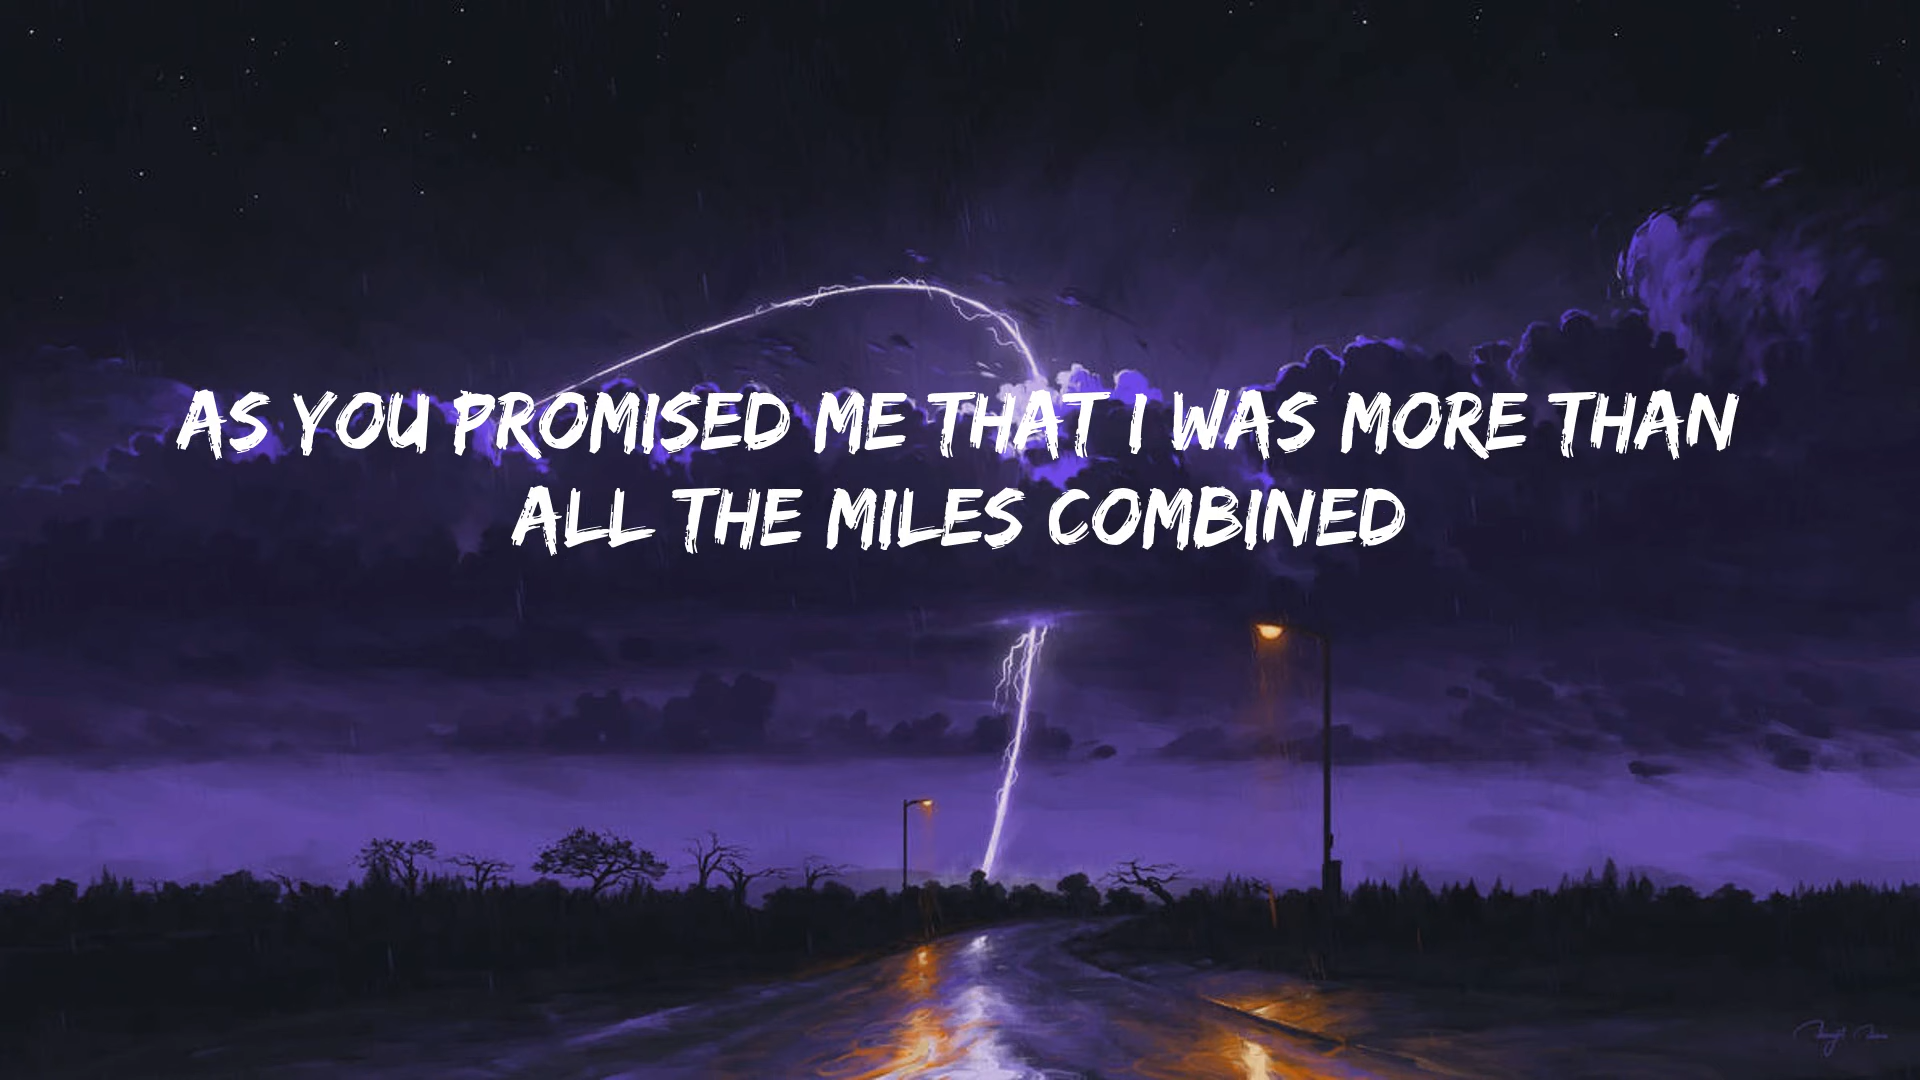 AS YOU PROMISED ME THAT I WAS MORE THAN
ALL THE MILES COMBINED